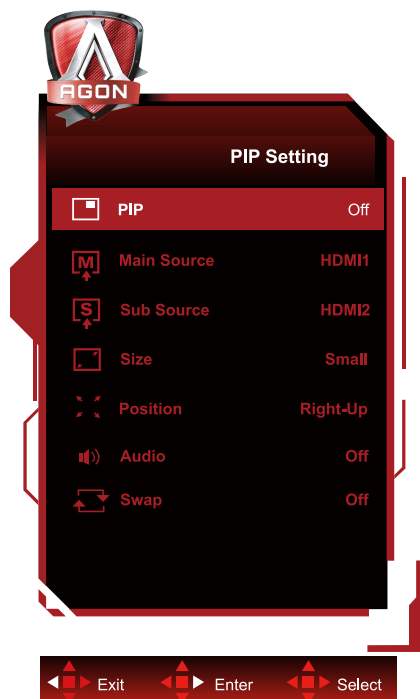 AGON
PIP Setting
PIP Off
M Main Source HDMI1
S Sub Source HDMI2
Size Small
Position Right-Up
Audio Off
Swap Off
Exit Enter Select